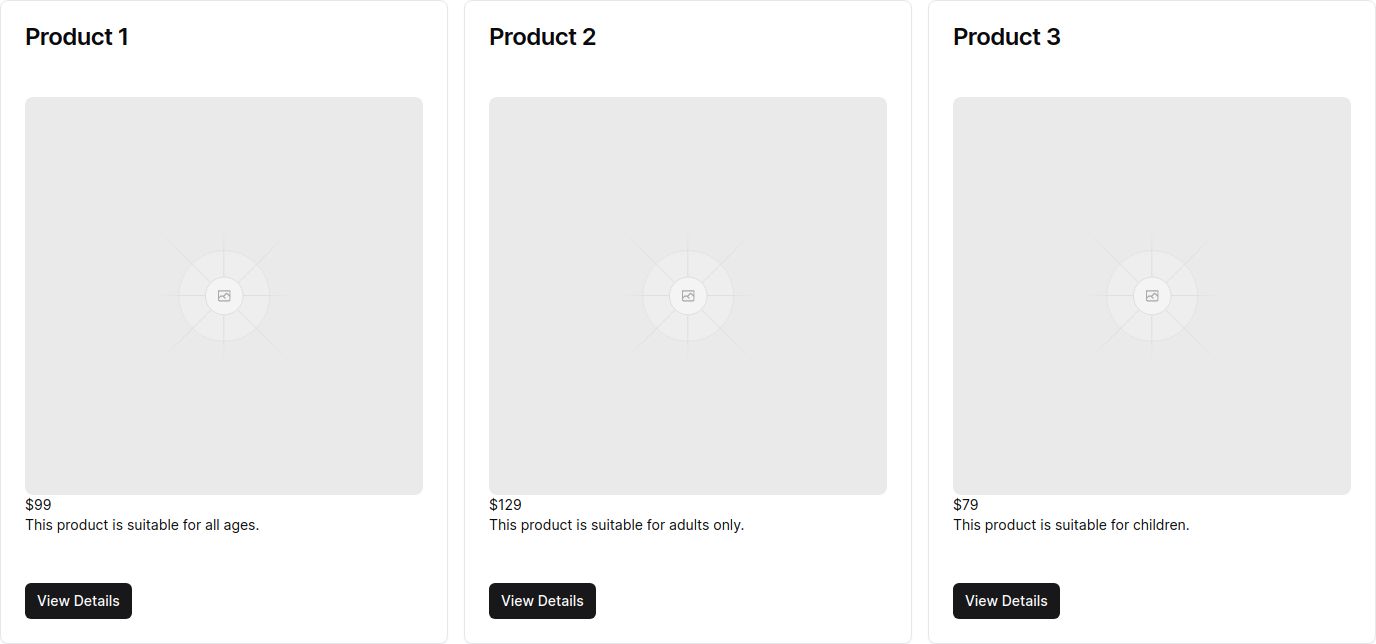 Product 1
$99
This product is suitable for all ages.
View Details
Product 2
$129
This product is suitable for adults only.
View Details
Product 3
$79
This product is suitable for children.
View Details